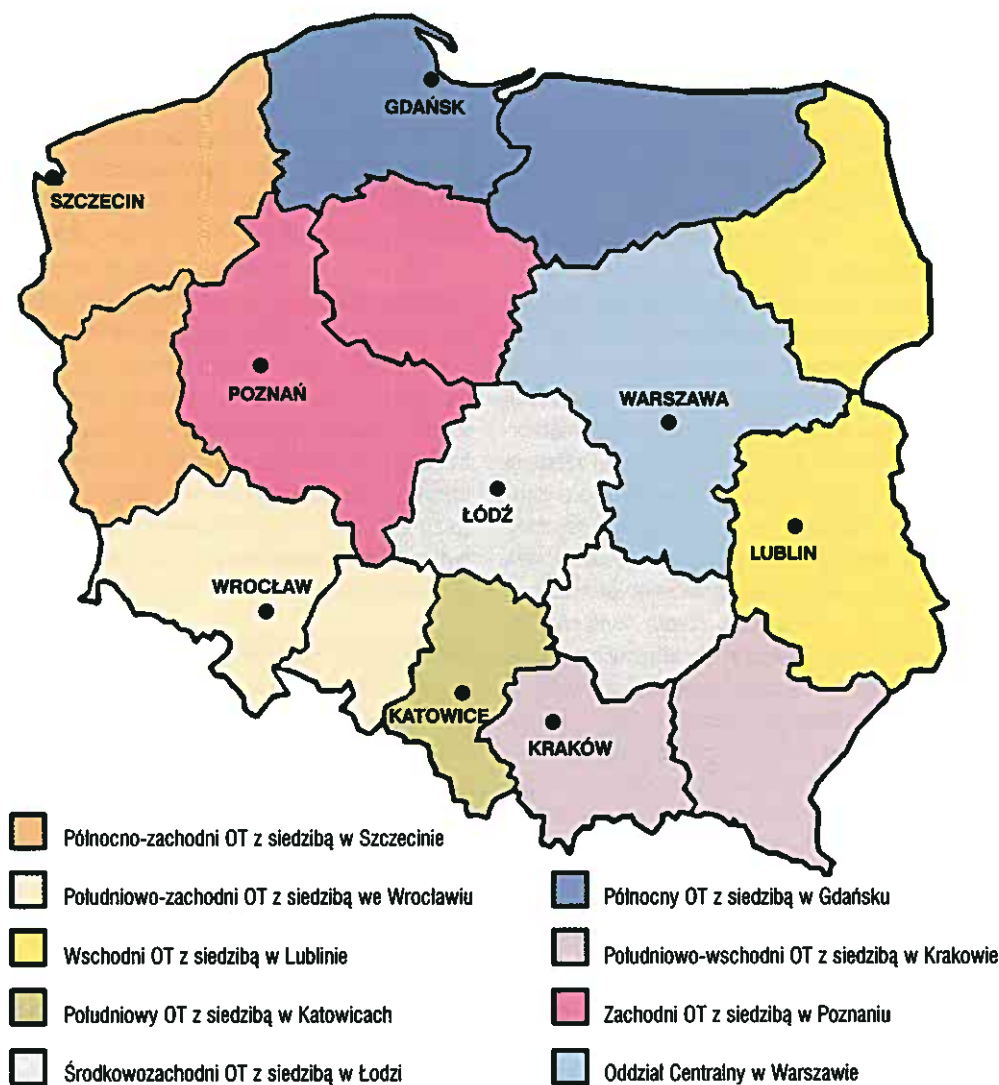 GDAŃSK
SZCZECIN
POZNAŃ
WARSZAWA
ŁÓDŹ
LUBLIN
WROCŁAW
KATOWICE
KRAKÓW
Północno-zachodni OT z siedzibą w Szczecinie
Południowo-zachodni OT z siedzibą we Wrocławiu
Wschodni OT z siedzibą w Lublinie
Południowy OT z siedzibą w Katowicach
Środkowozachodni OT z siedzibą w Łodzi
Północny OT z siedzibą w Gdańsku
Południowo-wschodni OT z siedzibą w Krakowie
Zachodni OT z siedzibą w Poznaniu
Oddział Centralny w Warszawie